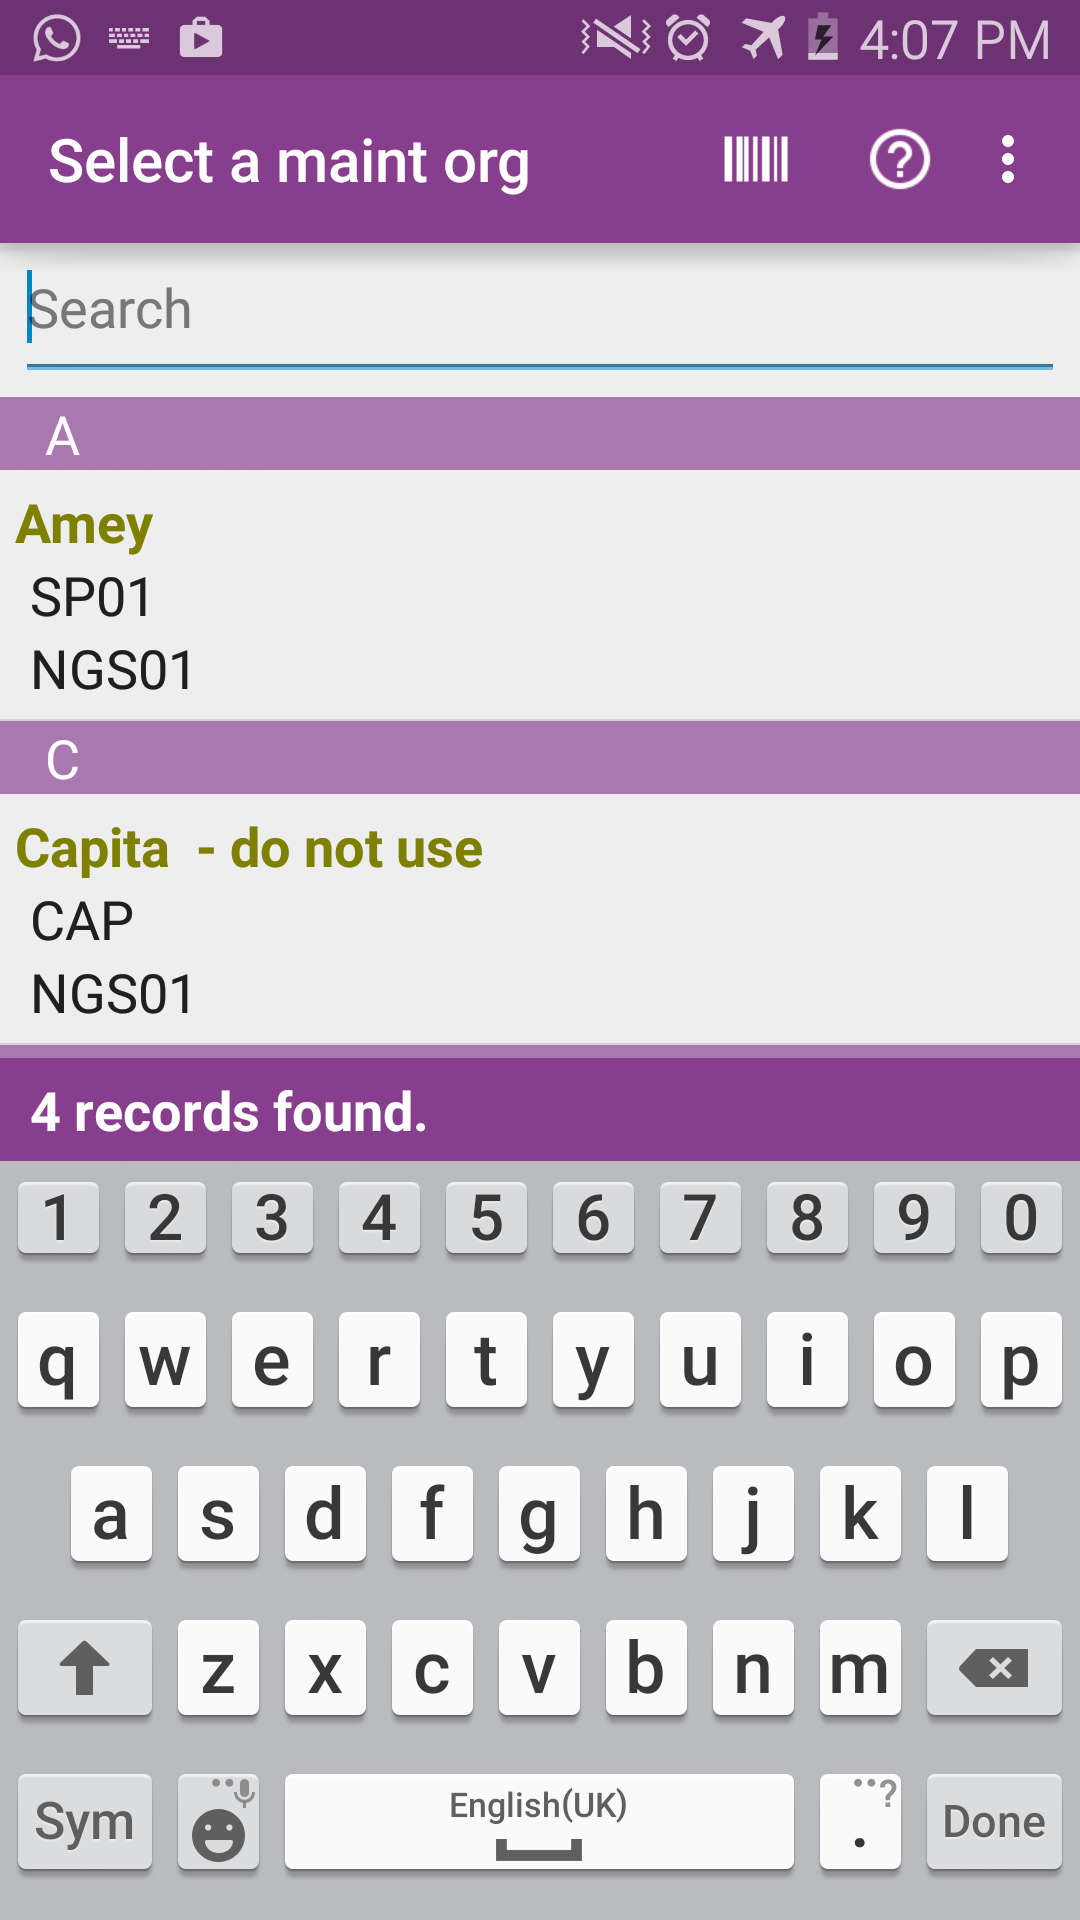 4:07 PM
Select a maint org
Search
A
Amey
SP01
NGS01
C
Capita  - do not use
CAP
NGS01
4 records found.
1 2 3 4 5 6 7 8 9 0
q w e r t y u i o p
a s d f g h j k l
z x c v b n m
Sym English(UK) . ? Done